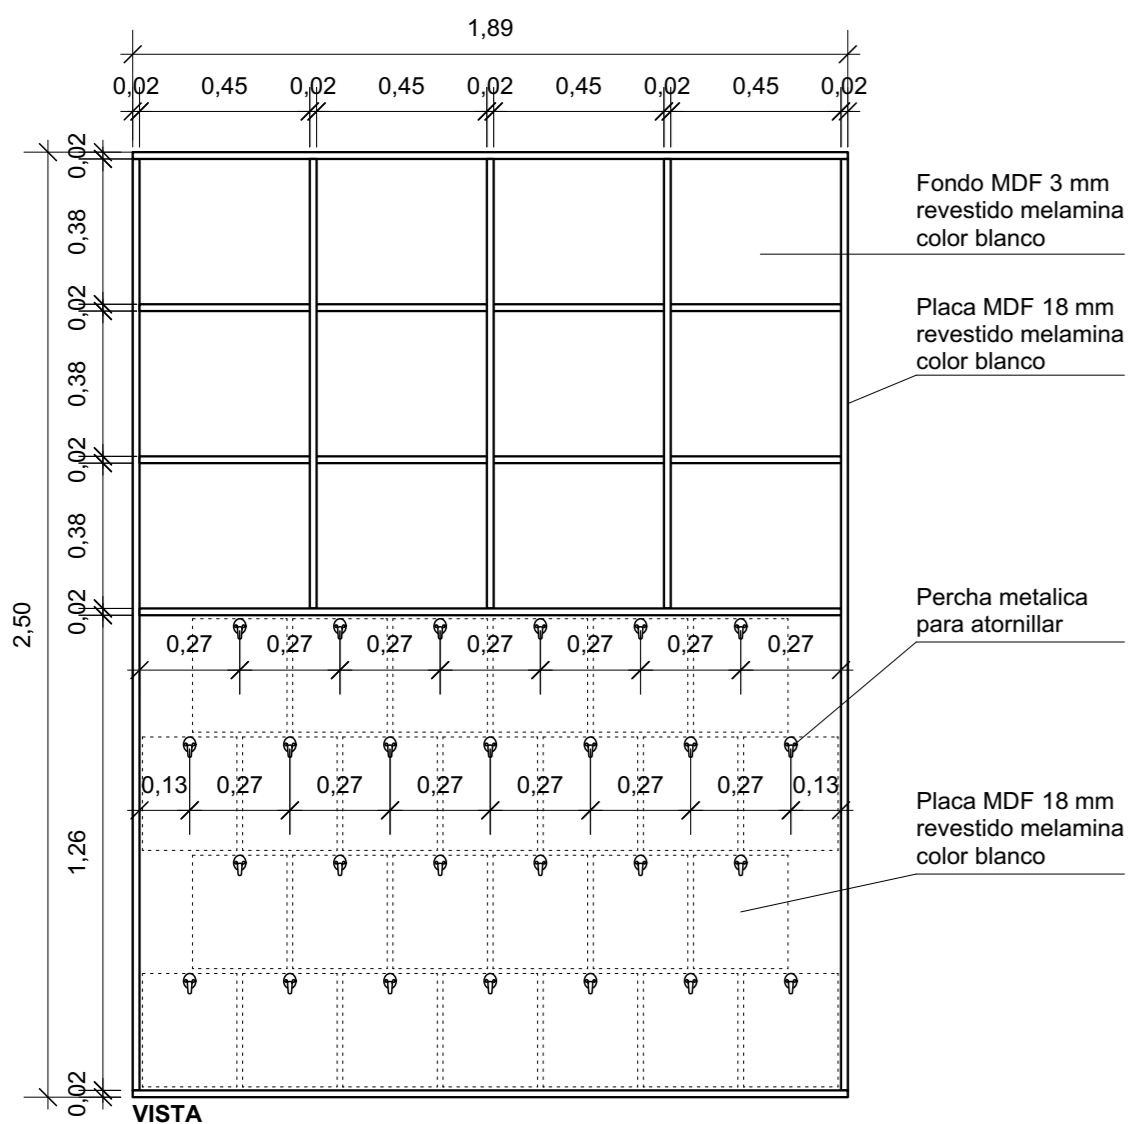 1,89
0,02 0,45 0,02 0,45 0,02 0,45 0,02 0,45 0,02
0,02
0,38
0,02
0,38
0,02
0,38
0,02
2,50
1,26
0,02
Fondo MDF 3 mm
revestido melamina
color blanco
Placa MDF 18 mm
revestido melamina
color blanco
Percha metalica
para atornillar
0,27 0,27 0,27 0,27 0,27 0,27 0,27
0,13 0,27 0,27 0,27 0,27 0,27 0,27 0,13
Placa MDF 18 mm
revestido melamina
color blanco
VISTA